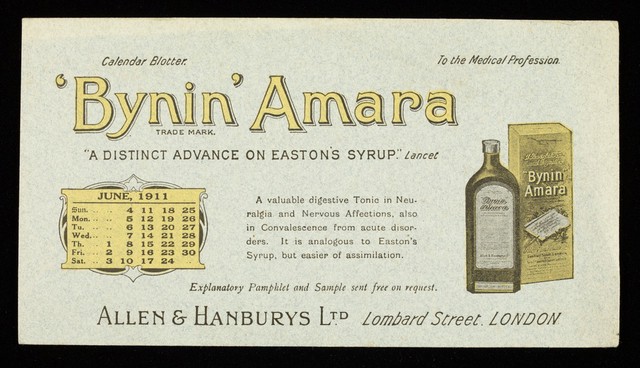 Calendar Blotter.
To the Medical Profession.
'Bynin' Amara
TRADE MARK.
"A DISTINCT ADVANCE ON EASTON'S SYRUP." Lancet
JUNE, 1911
Sun. .. .. 4 11 18 25
Mon. .. .. 5 12 19 26
Tu. .. .. 6 13 20 27
Wed. .. .. 7 14 21 28
Th. .. 1 8 15 22 29
Fri. .. 2 9 16 23 30
Sat. .. 3 10 17 24
A valuable digestive Tonic in Neu-
ralgia and Nervous Affections, also
in Convalescence from acute disor-
ders. It is analogous to Easton's
Syrup, but easier of assimilation.
Bynin
Amara
Explanatory Pamphlet and Sample sent free on request.
ALLEN & HANBURYS LTD Lombard Street. LONDON